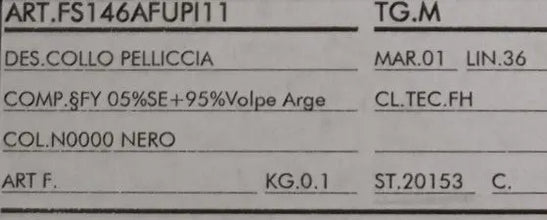 ART.FS146AFUPI11 TG.M
DES.COLLO PELLICCIA MAR.01 LIN.36
COMP.§FY 05%SE+95%Volpe Arge CL.TEC.FH
COL.N0000 NERO
ART F. KG.0.1 ST.20153 C.